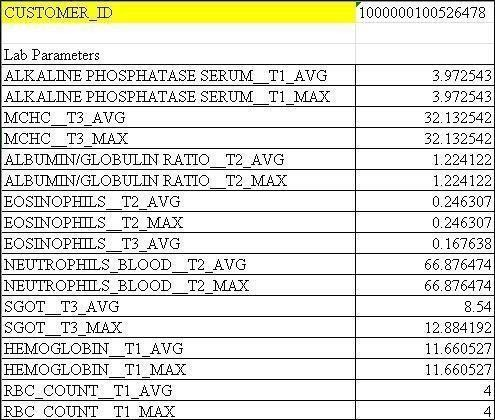 CUSTOMER_ID 1000000100526478
Lab Parameters
ALKALINE PHOSPHATASE SERUM__T1_AVG 3.972543
ALKALINE PHOSPHATASE SERUM__T1_MAX 3.972543
MCHC__T3_AVG 32.132542
MCHC__T3_MAX 32.132542
ALBUMIN/GLOBULIN RATIO__T2_AVG 1.224122
ALBUMIN/GLOBULIN RATIO__T2_MAX 1.224122
EOSINOPHILS__T2_AVG 0.246307
EOSINOPHILS__T2_MAX 0.246307
EOSINOPHILS__T3_AVG 0.167638
NEUTROPHILS_BLOOD__T2_AVG 66.876474
NEUTROPHILS_BLOOD__T2_MAX 66.876474
SGOT__T3_AVG 8.54
SGOT__T3_MAX 12.884192
HEMOGLOBIN__T1_AVG 11.660527
HEMOGLOBIN__T1_MAX 11.660527
RBC_COUNT__T1_AVG 4
RBC_COUNT__T1_MAX 4